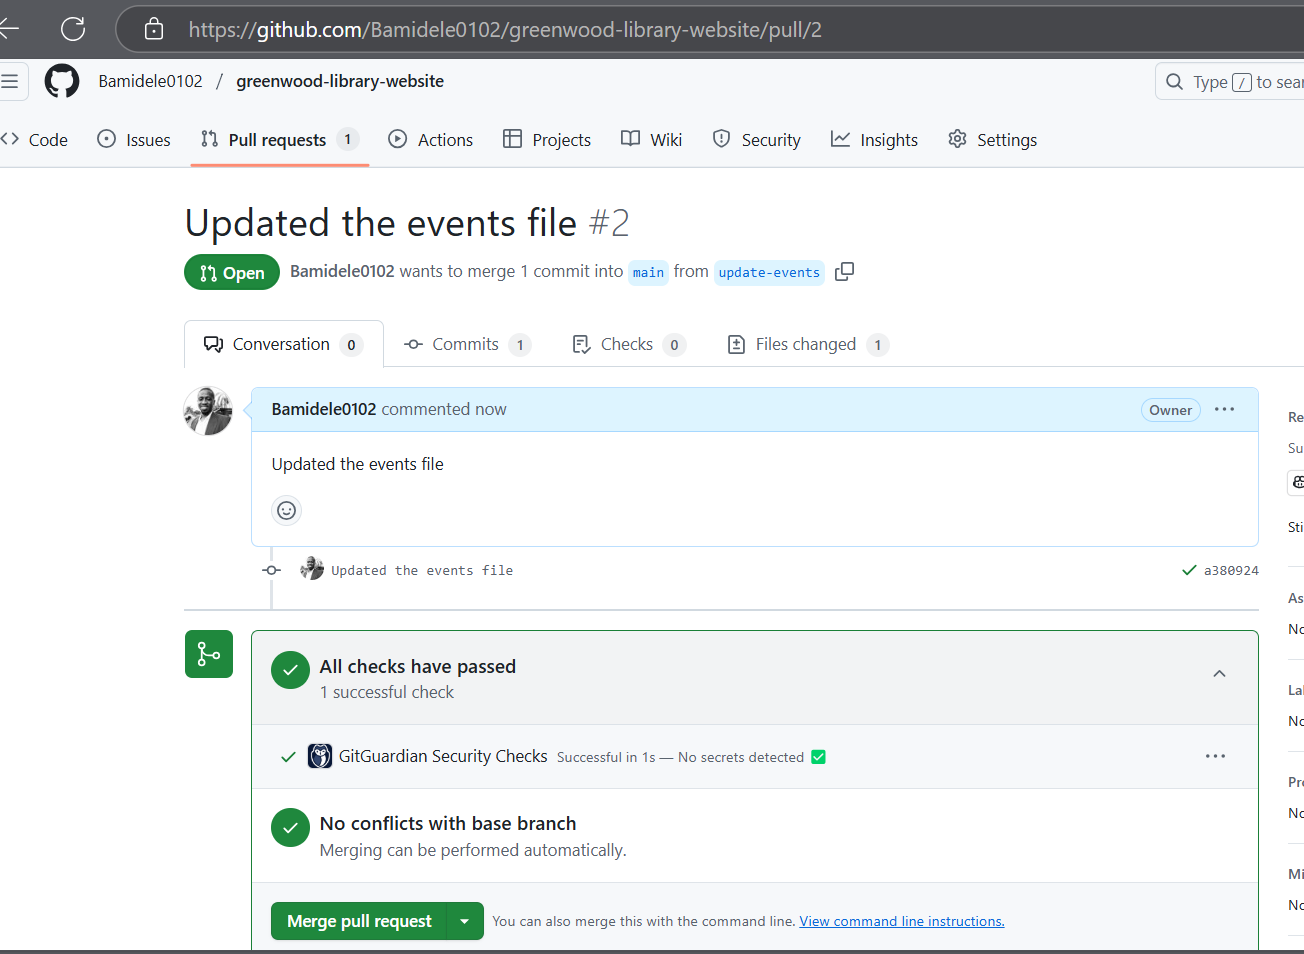 https://github.com/Bamidele0102/greenwood-library-website/pull/2
Bamidele0102 / greenwood-library-website
Type / to sear
Code Issues Pull requests 1 Actions Projects Wiki Security Insights Settings
Updated the events file #2
Open Bamidele0102 wants to merge 1 commit into main from update-events
Conversation 0 Commits 1 Checks 0 Files changed 1
Bamidele0102 commented now Owner
Updated the events file
Updated the events file a380924
All checks have passed
1 successful check
GitGuardian Security Checks Successful in 1s — No secrets detected
No conflicts with base branch
Merging can be performed automatically.
Merge pull request You can also merge this with the command line. View command line instructions.
Re
Su
Sti
As
No
Lal
No
Pro
No
Mi
No